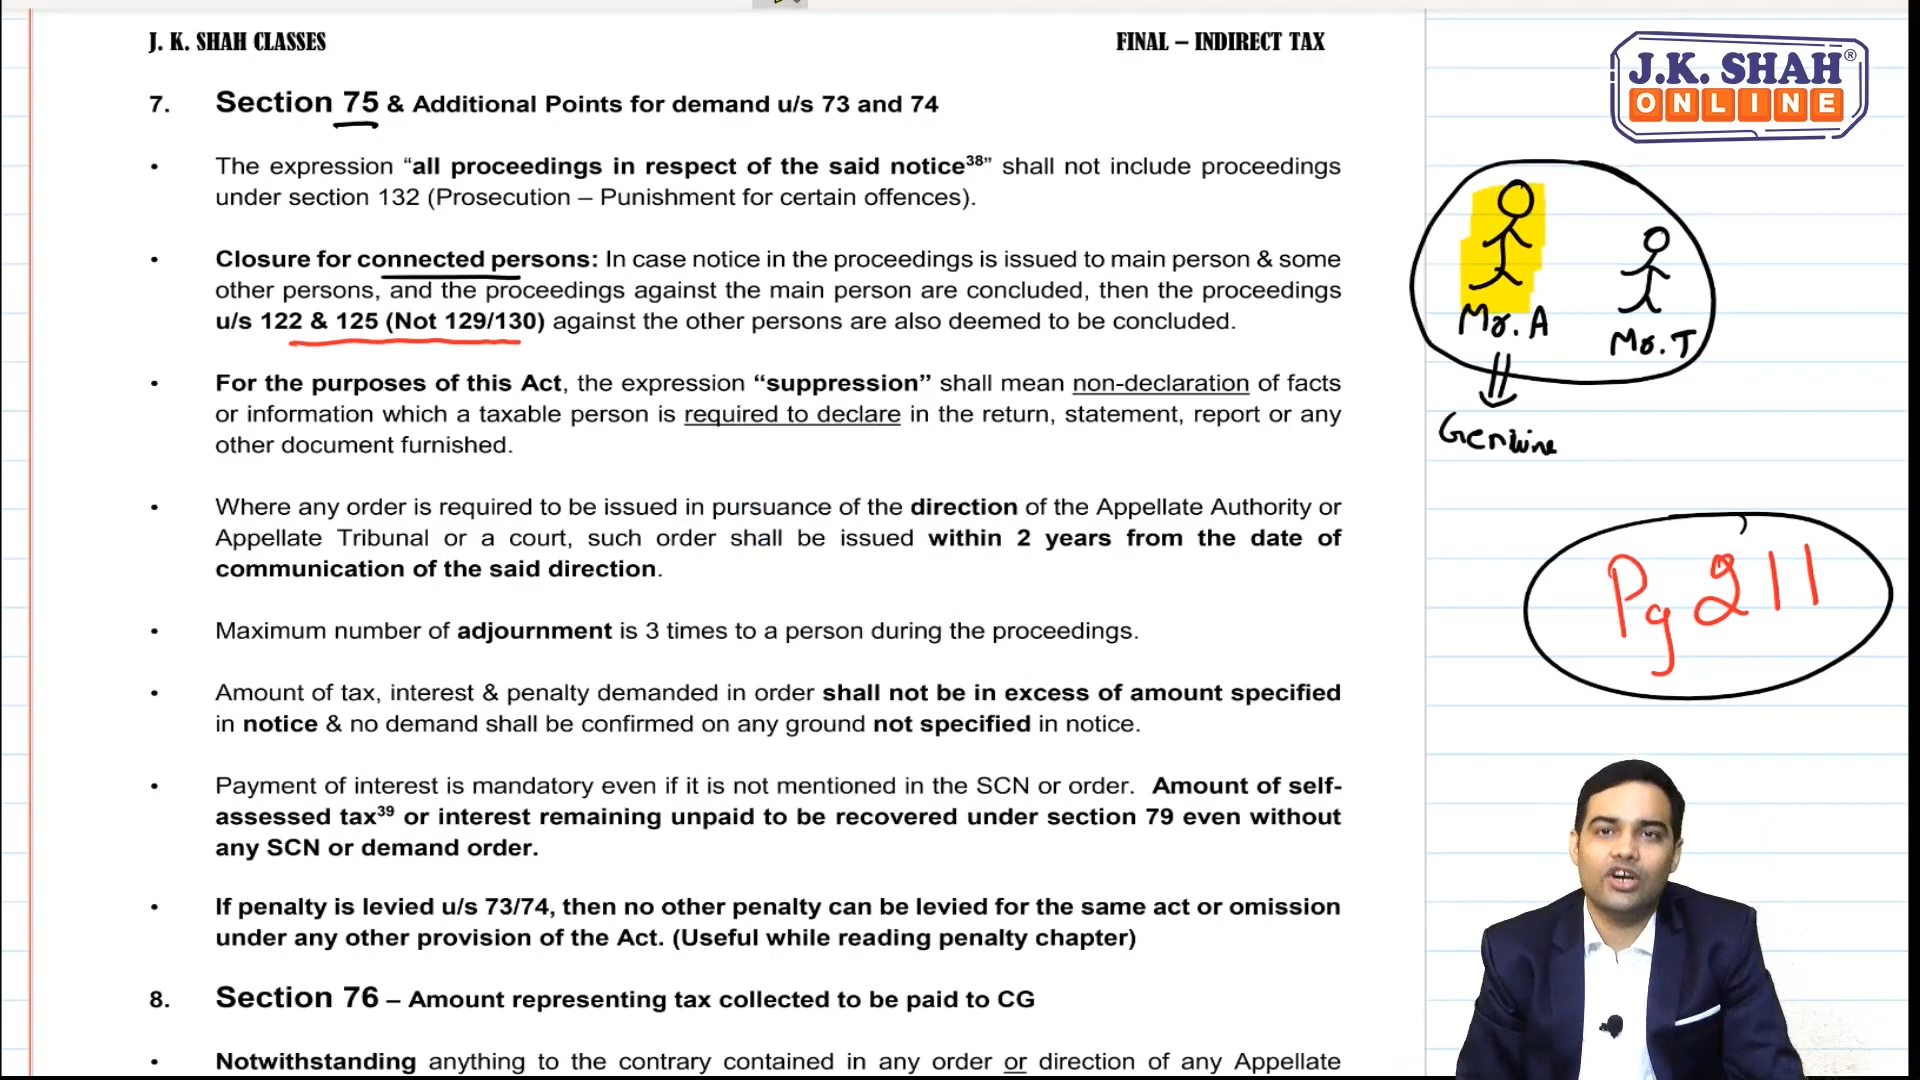 J. K. SHAH CLASSES
FINAL – INDIRECT TAX
J.K. SHAH®
ONLINE
7. Section 75 & Additional Points for demand u/s 73 and 74
• The expression “all proceedings in respect of the said notice³⁸” shall not include proceedings
under section 132 (Prosecution – Punishment for certain offences).
• Closure for connected persons: In case notice in the proceedings is issued to main person & some
other persons, and the proceedings against the main person are concluded, then the proceedings
u/s 122 & 125 (Not 129/130) against the other persons are also deemed to be concluded.
• For the purposes of this Act, the expression “suppression” shall mean non-declaration of facts
or information which a taxable person is required to declare in the return, statement, report or any
other document furnished.
• Where any order is required to be issued in pursuance of the direction of the Appellate Authority or
Appellate Tribunal or a court, such order shall be issued within 2 years from the date of
communication of the said direction.
• Maximum number of adjournment is 3 times to a person during the proceedings.
• Amount of tax, interest & penalty demanded in order shall not be in excess of amount specified
in notice & no demand shall be confirmed on any ground not specified in notice.
• Payment of interest is mandatory even if it is not mentioned in the SCN or order. Amount of self-
assessed tax³⁹ or interest remaining unpaid to be recovered under section 79 even without
any SCN or demand order.
• If penalty is levied u/s 73/74, then no other penalty can be levied for the same act or omission
under any other provision of the Act. (Useful while reading penalty chapter)
8. Section 76 – Amount representing tax collected to be paid to CG
• Notwithstanding anything to the contrary contained in any order or direction of any Appellate
Mr. A
Mr. T
Genuine
Pg 211